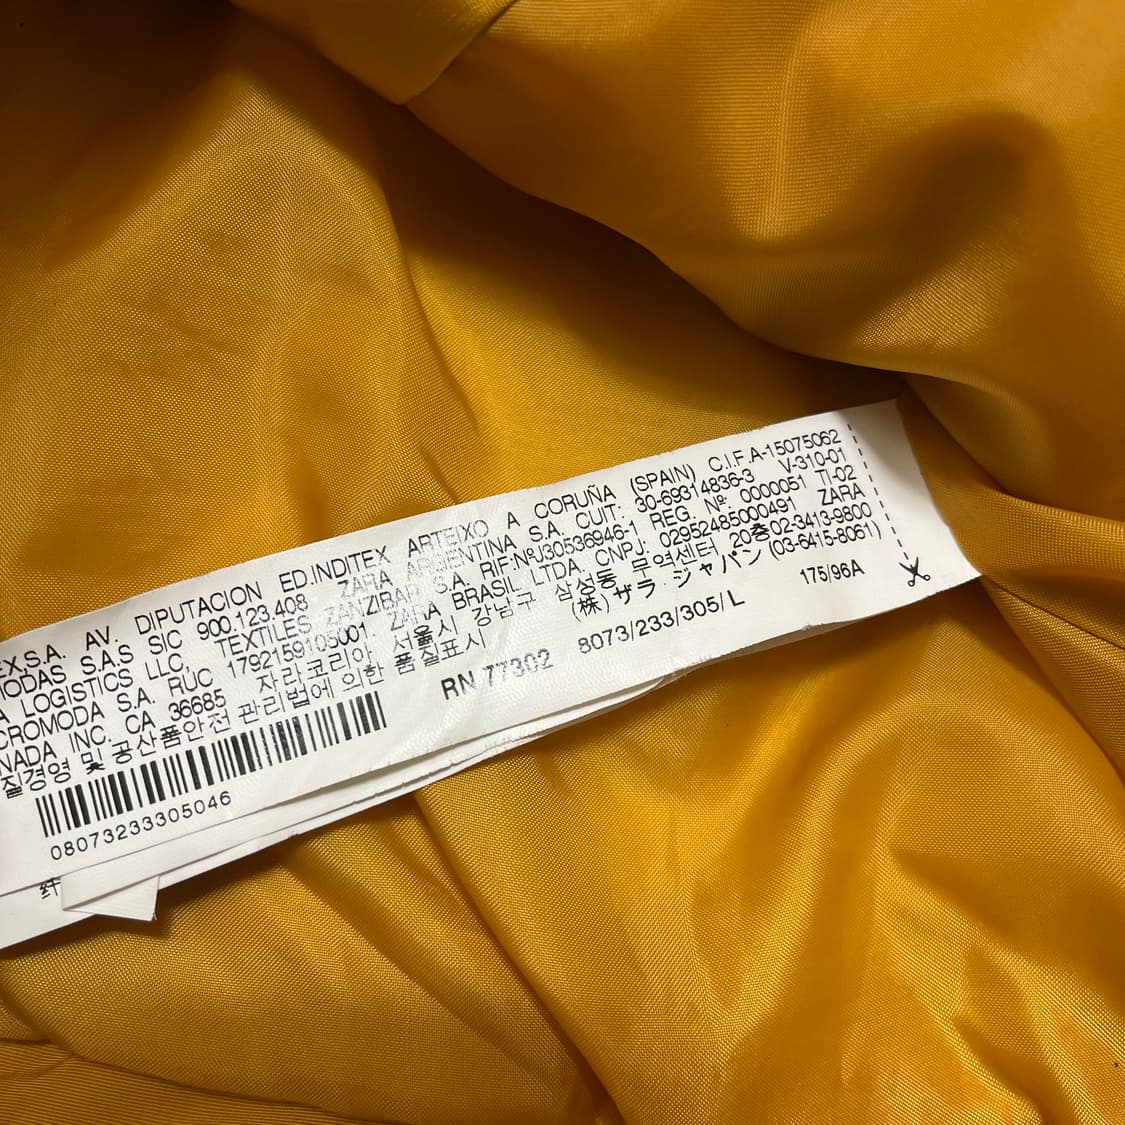 EX,S.A. AV. DIPUTACION ED.INDITEX ARTEIXO A CORUÑA (SPAIN) C.I.F.A-15075062
MODAS S.A.S S/C 900.123.408 ZARA ARGENTINA S.A. CUIT: 30-69314836-3 V-310-01
A LOGISTICS LLC, TEXTILES ZANZIBAR S.A. RIF:NºJ30536946-1 REG. Nº 0000051 TI-02
CROMODA S.A. RUC 1792159105001. ZARA BRASIL LTDA. CNPJ: 02952485000491 ZARA
NADA INC. CA 36685 자라코리아 서울시 강남구 삼성동 무역센터 20층02-3413-9800
질경영 및 공산품안전 관리법에 의한 품질표시 (株) ザラ・ジャパン (03-6415-8061)
RN 77302 8073/233/305/L 175/96A
08073233305046
纤